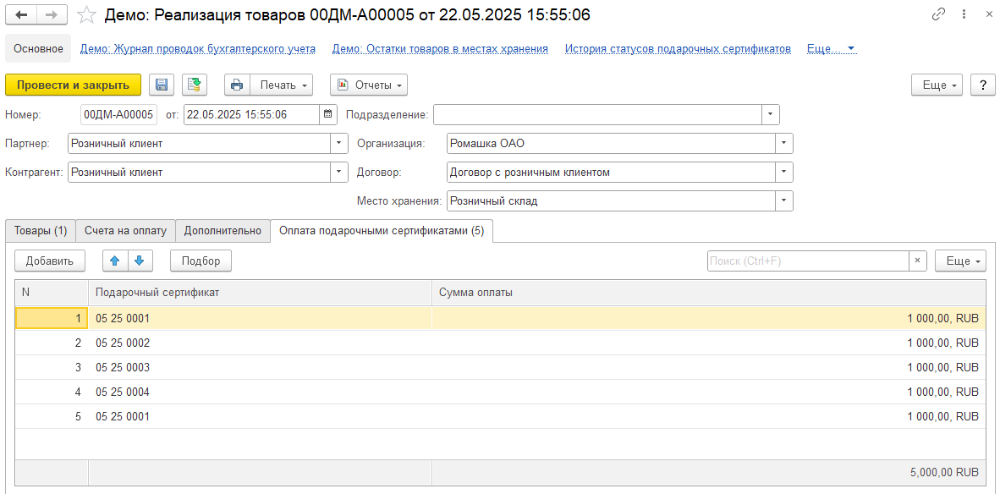 Демо: Реализация товаров 00ДМ-А00005 от 22.05.2025 15:55:06
Основное Демо: Журнал проводок бухгалтерского учета Демо: Остатки товаров в местах хранения История статусов подарочных сертификатов Еще...
Провести и закрыть Печать Отчеты Еще ?
Номер: 00ДМ-А00005 от: 22.05.2025 15:55:06 Подразделение:
Партнер: Розничный клиент Организация: Ромашка ОАО
Контрагент: Розничный клиент Договор: Договор с розничным клиентом
Место хранения: Розничный склад
Товары (1) Счета на оплату Дополнительно Оплата подарочными сертификатами (5)
Добавить Подбор Поиск (Ctrl+F) × Еще
N Подарочный сертификат Сумма оплаты
1 05 25 0001 1 000,00, RUB
2 05 25 0002 1 000,00, RUB
3 05 25 0003 1 000,00, RUB
4 05 25 0004 1 000,00, RUB
5 05 25 0001 1 000,00, RUB
5,000,00 RUB